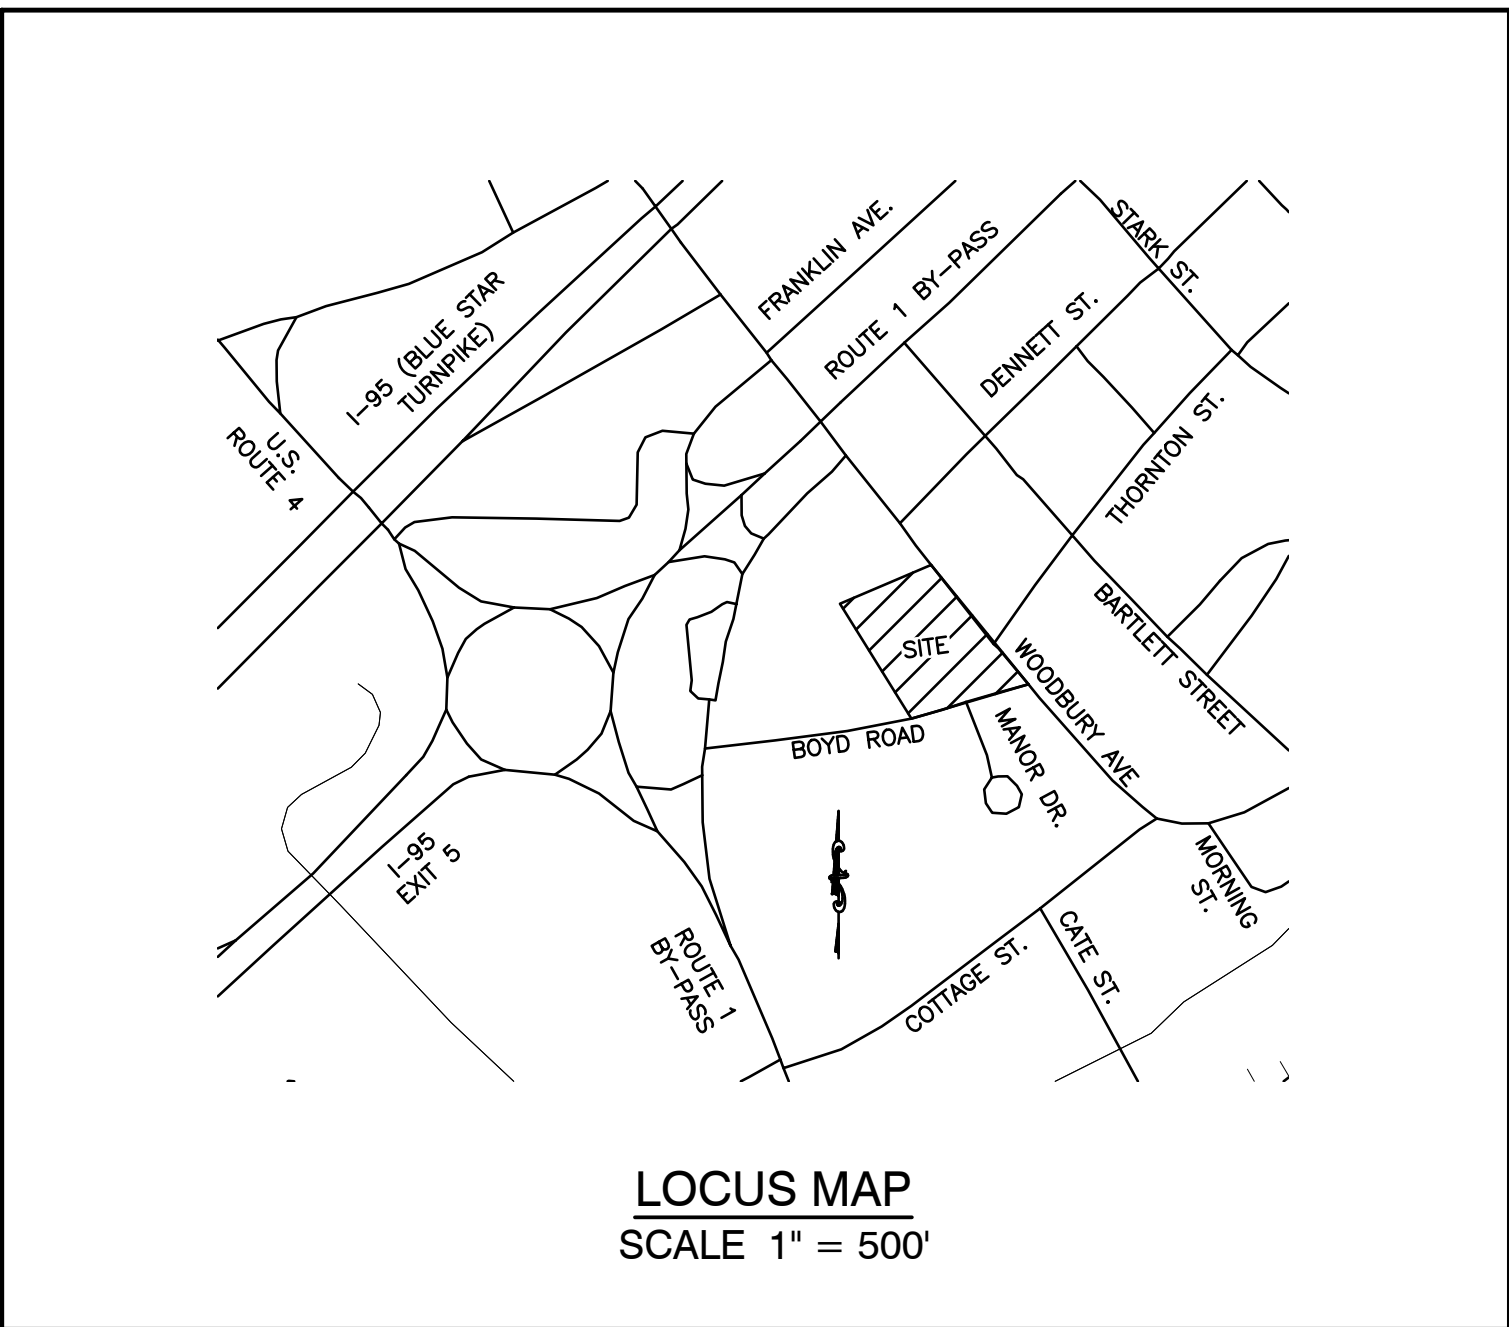 STARK ST.
FRANKLIN AVE.
ROUTE 1 BY-PASS
I-95 (BLUE STAR
TURNPIKE)
DENNETT ST.
U.S.
ROUTE 4
THORNTON ST.
SITE
BARTLETT STREET
WOODBURY AVE
BOYD ROAD
MANOR DR.
I-95
EXIT 5
MORNING
ST.
ROUTE 1
BY-PASS
COTTAGE ST.
CATE ST.
LOCUS MAP
SCALE 1" = 500'